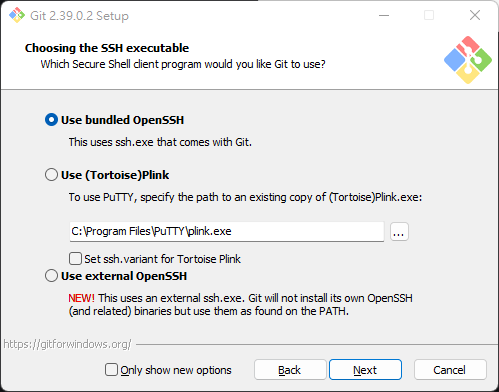 Git 2.39.0.2 Setup
Choosing the SSH executable
Which Secure Shell client program would you like Git to use?
Use bundled OpenSSH
This uses ssh.exe that comes with Git.
Use (Tortoise)Plink
To use PuTTY, specify the path to an existing copy of (Tortoise)Plink.exe:
C:\Program Files\PuTTY\plink.exe
...
Set ssh.variant for Tortoise Plink
Use external OpenSSH
NEW! This uses an external ssh.exe. Git will not install its own OpenSSH
(and related) binaries but use them as found on the PATH.
https://gitforwindows.org/
Only show new options
Back
Next
Cancel